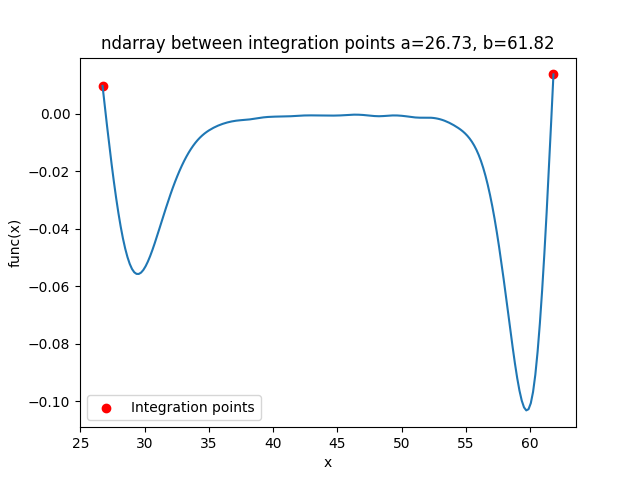 ndarray between integration points a=26.73, b=61.82
func(x)
0.00
−0.02
−0.04
−0.06
−0.08
−0.10
Integration points
25 30 35 40 45 50 55 60
x